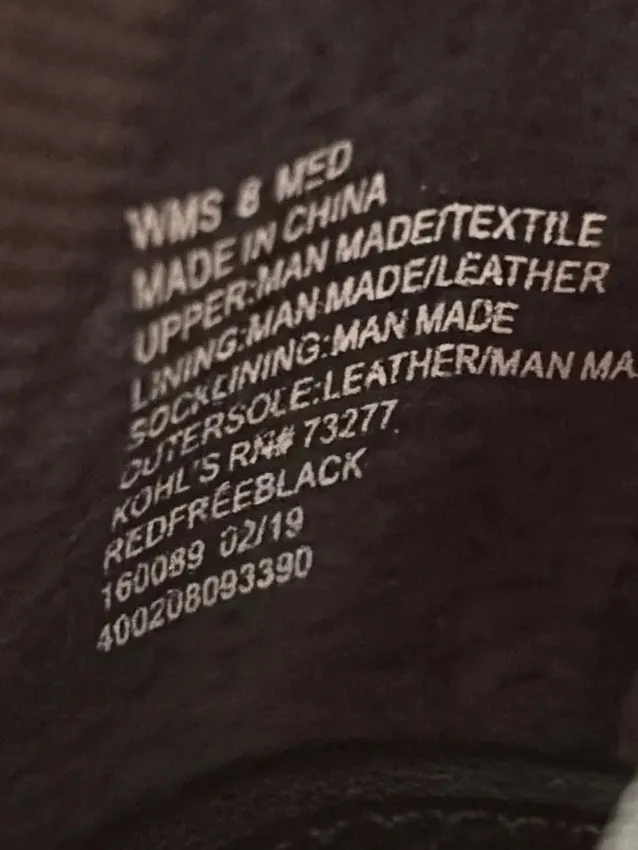 WMS 8 MED
MADE IN CHINA
UPPER:MAN MADE/TEXTILE
LINING:MAN-MADE/LEATHER
SOCKLINING:MAN MADE
OUTERSOLE:LEATHER/MAN MA
KOHL'S RN# 73277
REDFREEBLACK
160089 02/19
400208093390